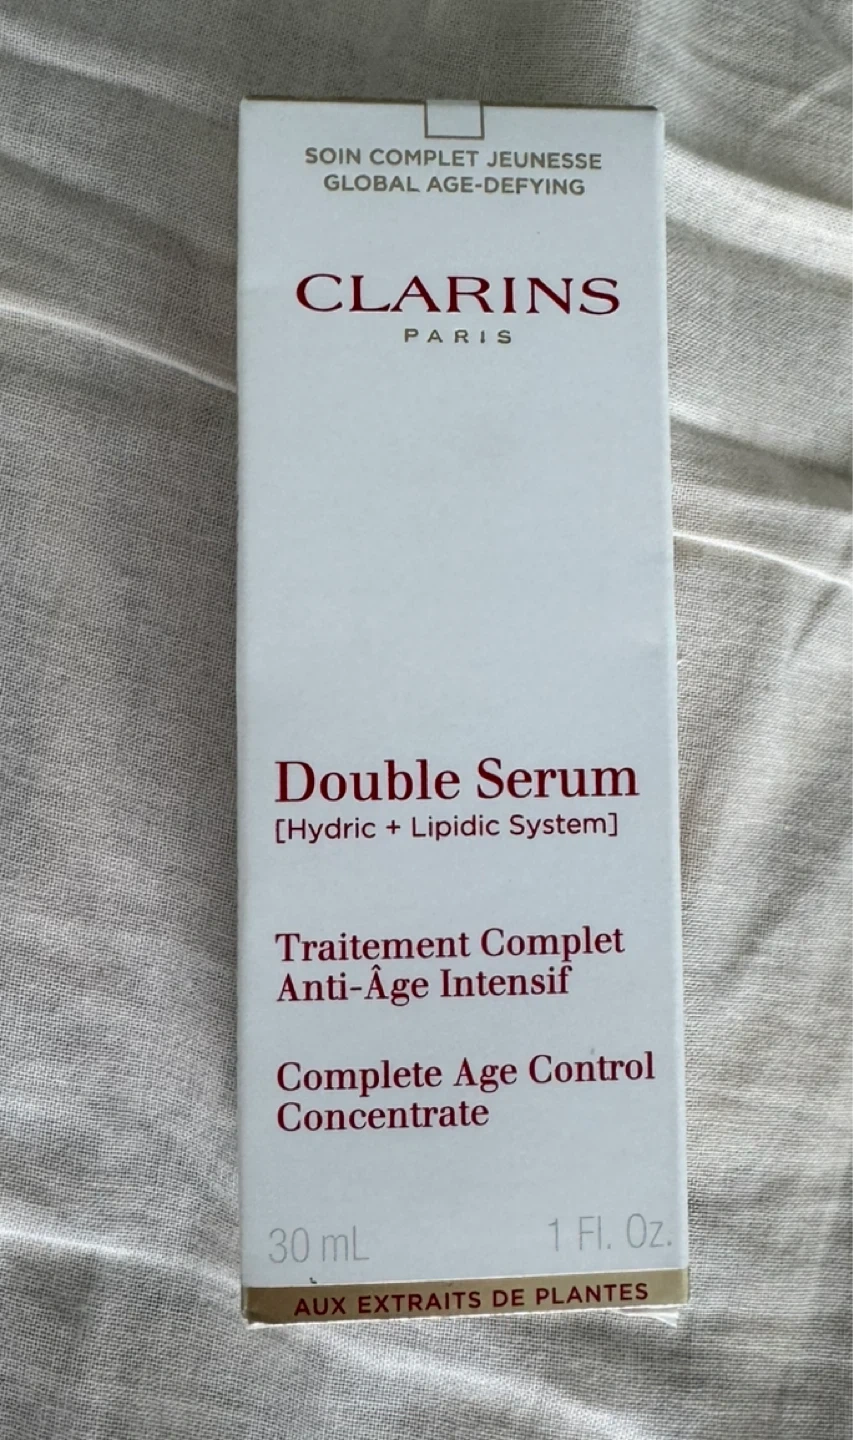 SOIN COMPLET JEUNESSE
GLOBAL AGE-DEFYING
CLARINS
PARIS
Double Serum
[Hydric + Lipidic System]
Traitement Complet
Anti-Âge Intensif
Complete Age Control
Concentrate
30 mL 1 Fl. Oz.
AUX EXTRAITS DE PLANTES